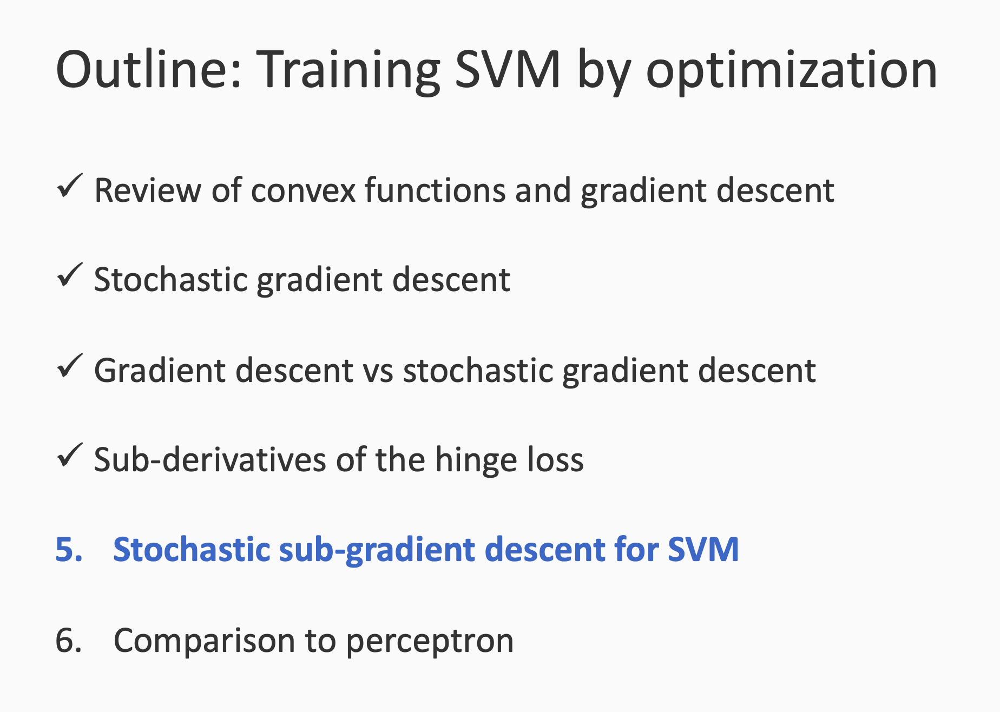 Outline: Training SVM by optimization
✓ Review of convex functions and gradient descent
✓ Stochastic gradient descent
✓ Gradient descent vs stochastic gradient descent
✓ Sub-derivatives of the hinge loss
5. Stochastic sub-gradient descent for SVM
6. Comparison to perceptron